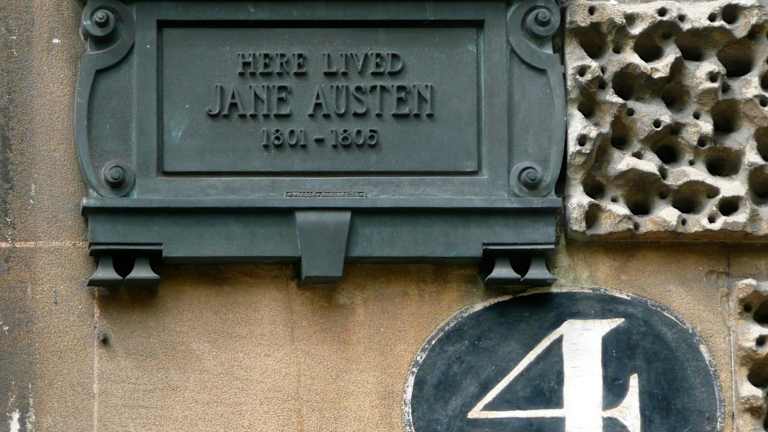 HERE LIVED
JANE AUSTEN
1801 – 1805
4